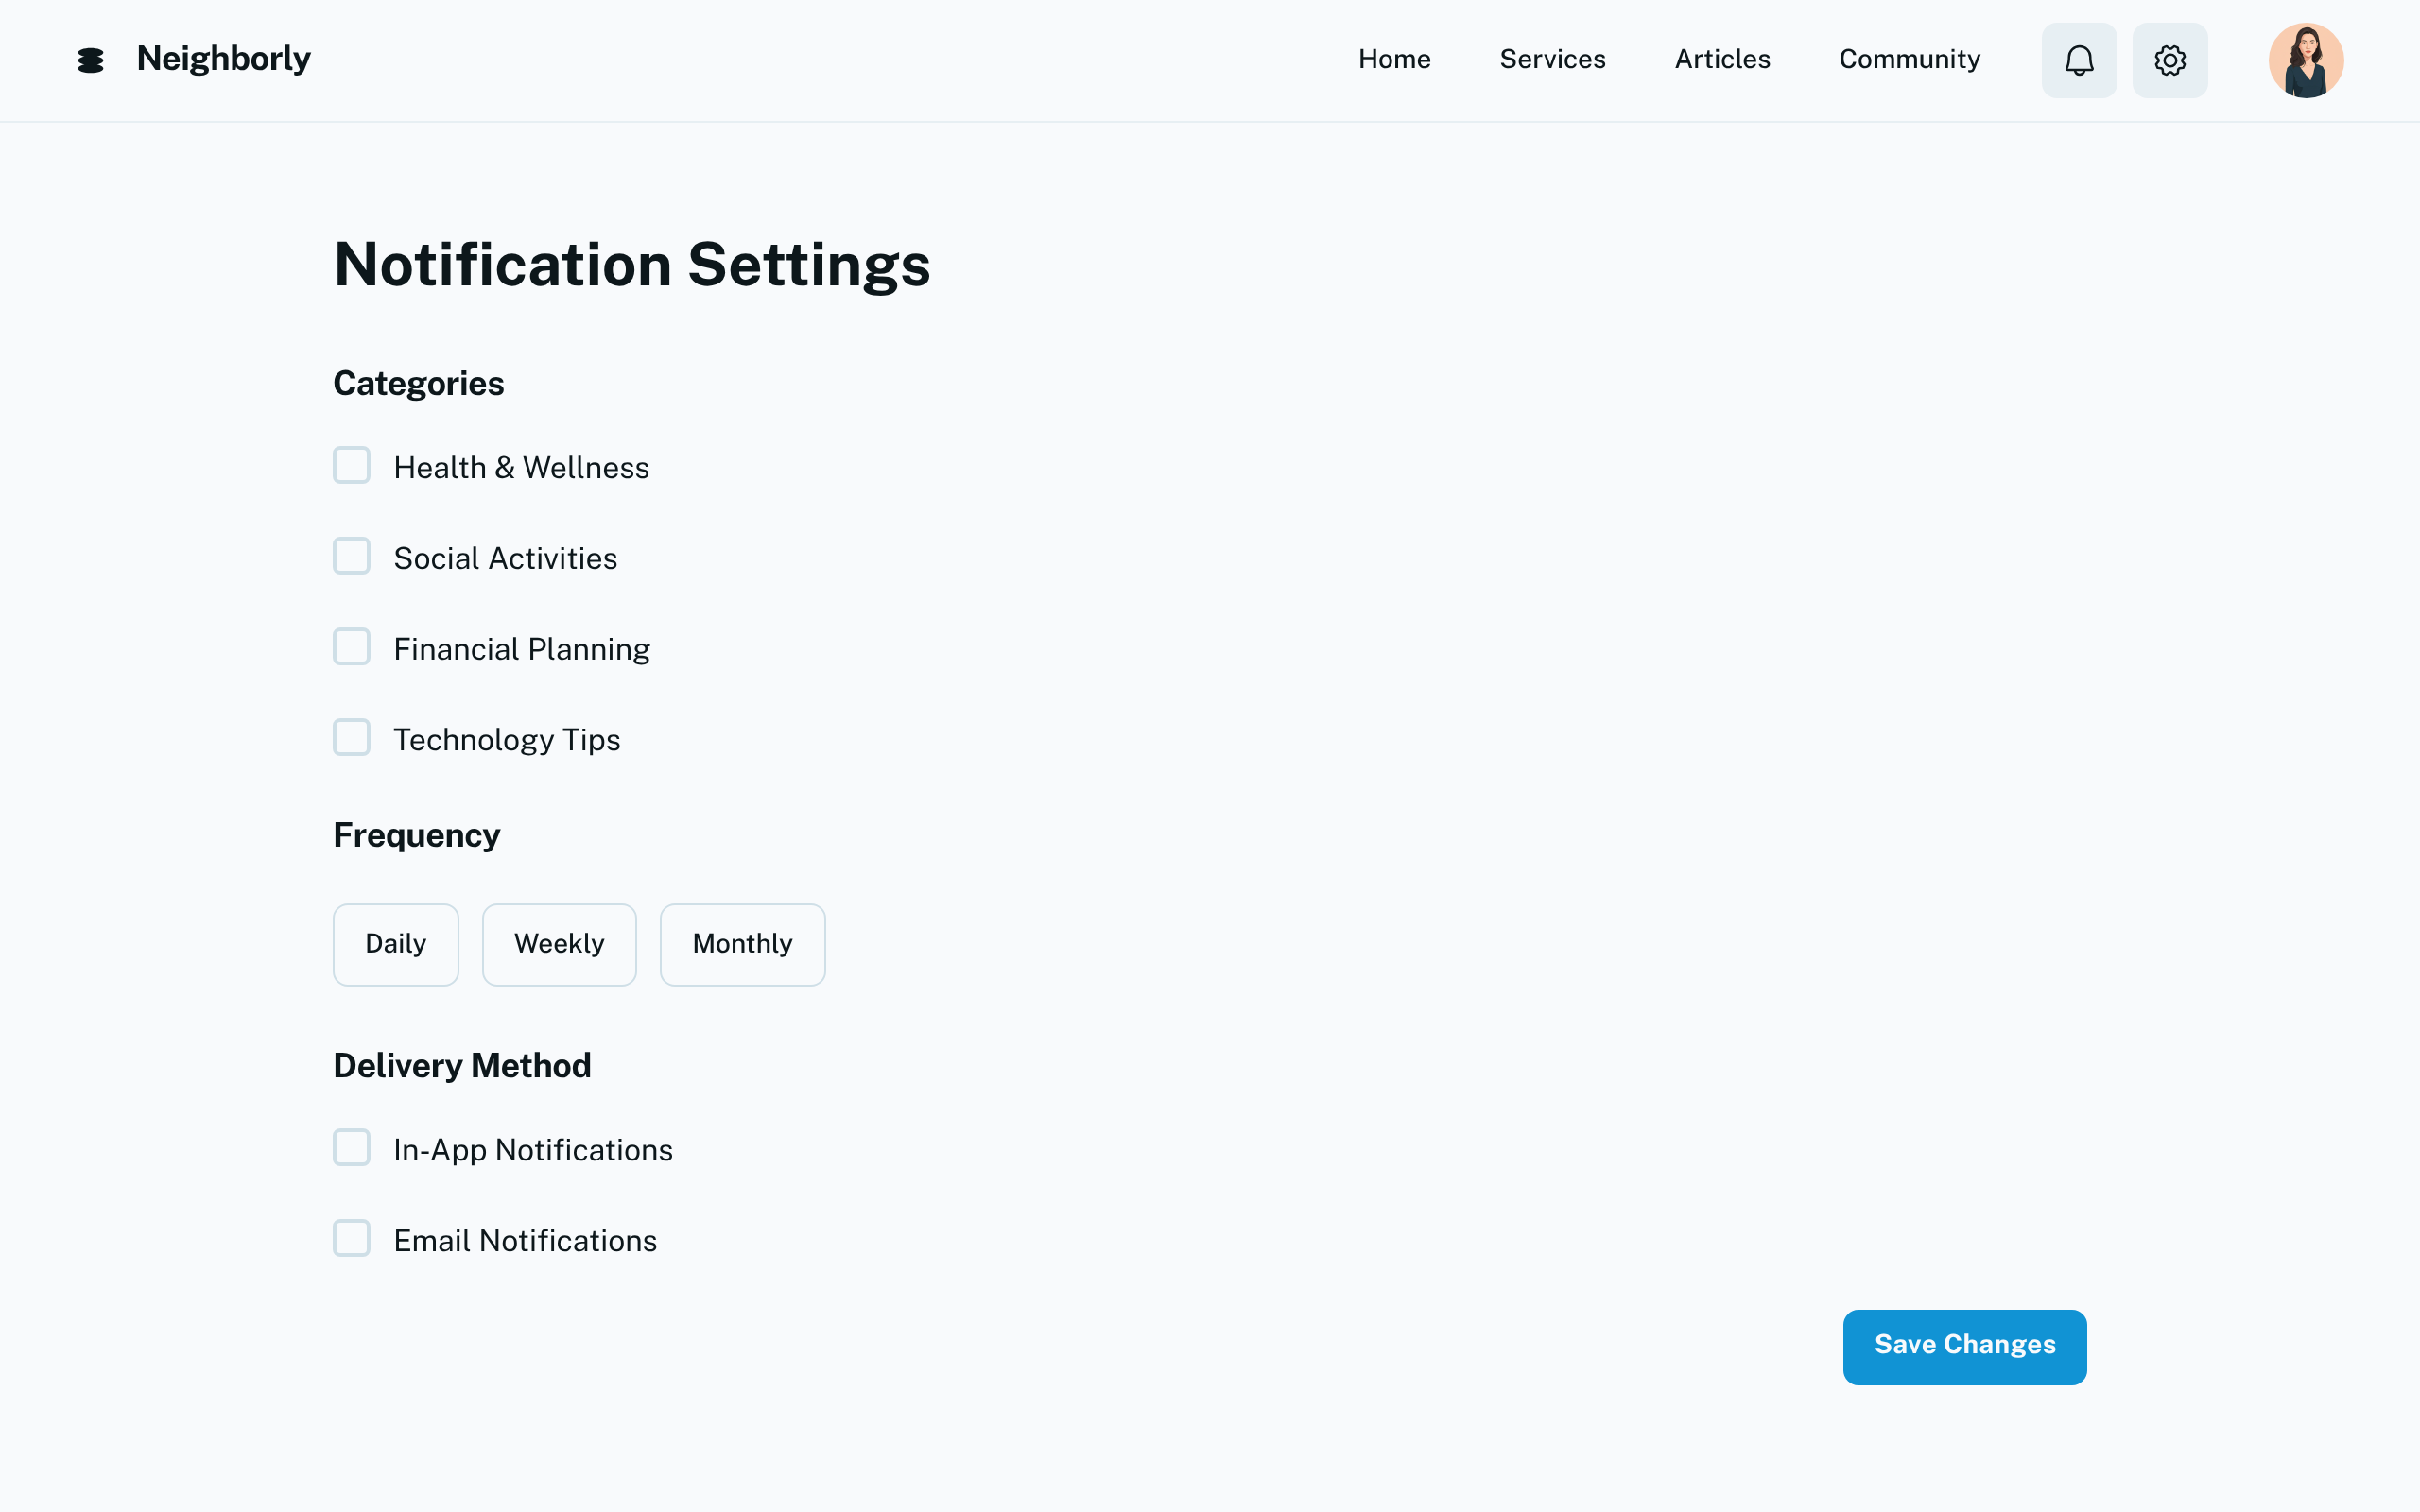 Neighborly
Home Services Articles Community
Notification Settings
Categories
Health & Wellness
Social Activities
Financial Planning
Technology Tips
Frequency
Daily Weekly Monthly
Delivery Method
In-App Notifications
Email Notifications
Save Changes